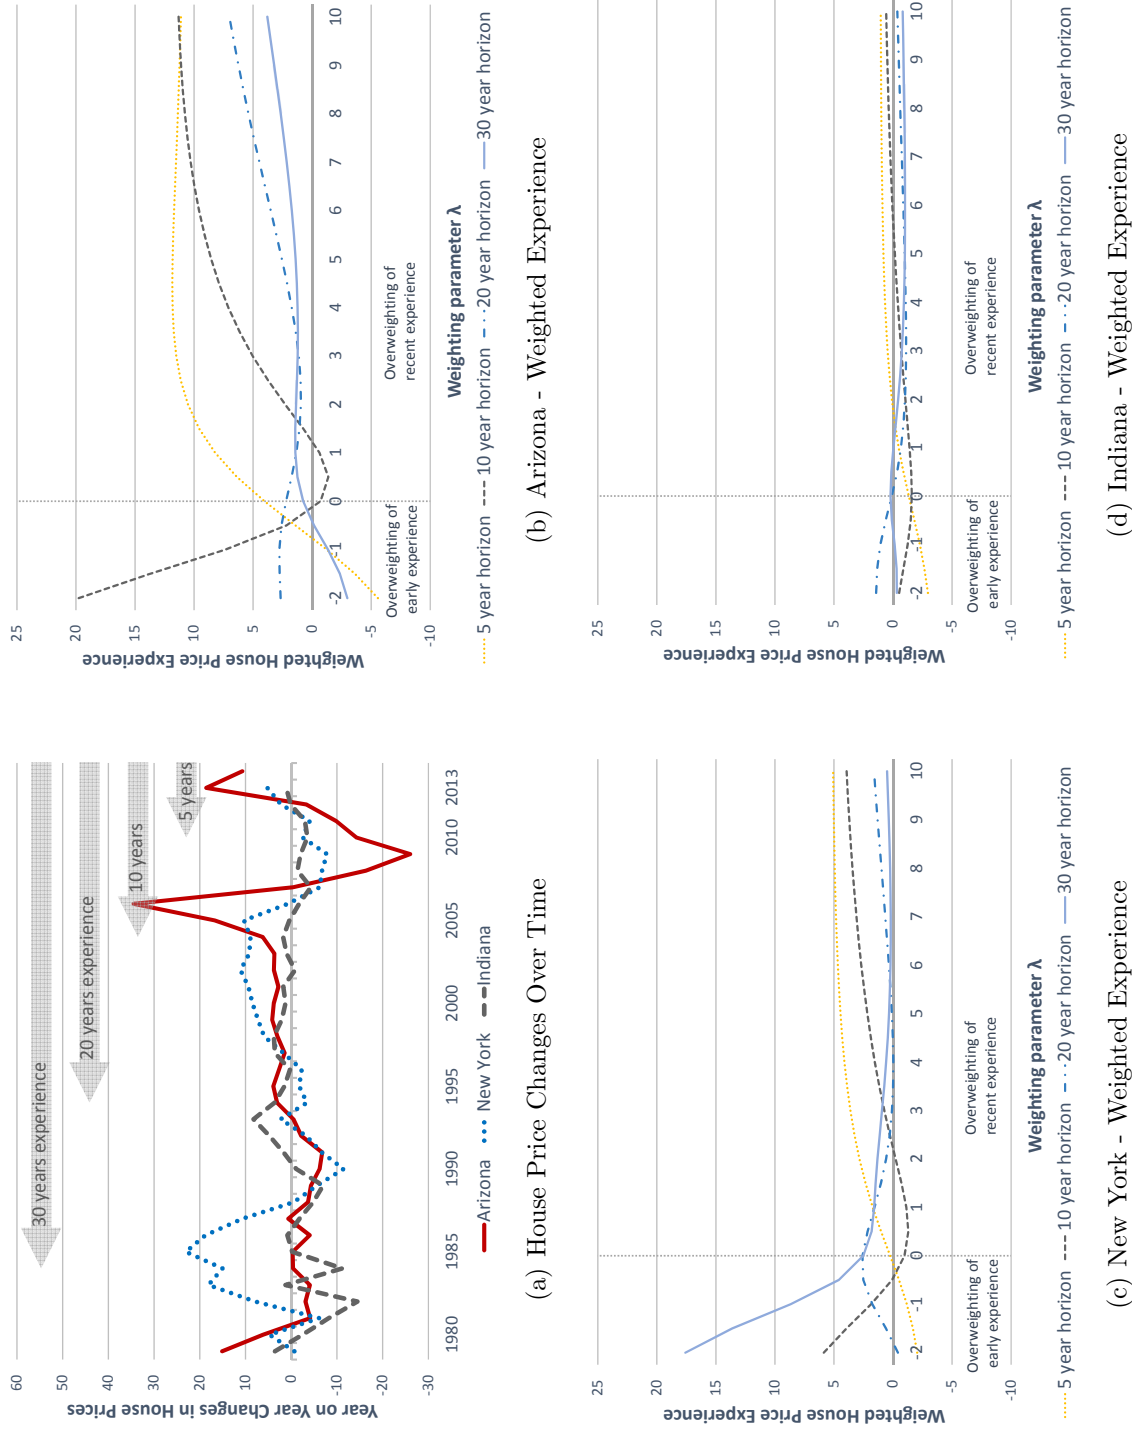 60
50
40
30
20
10
0
-10
-20
-30
Year on Year Changes in House Prices
30 years experience
20 years experience
10 years
5 years
1980 1985 1990 1995 2000 2005 2010 2013
Arizona New York Indiana
(a) House Price Changes Over Time
25
20
15
10
5
0
-5
-10
Weighted House Price Experience
-2 -1 0 1 2 3 4 5 6 7 8 9 10
Overweighting of
early experience
Overweighting of
recent experience
Weighting parameter λ
5 year horizon 10 year horizon 20 year horizon 30 year horizon
(b) Arizona - Weighted Experience
25
20
15
10
5
0
-5
-10
Weighted House Price Experience
-2 -1 0 1 2 3 4 5 6 7 8 9 10
Overweighting of
early experience
Overweighting of
recent experience
Weighting parameter λ
5 year horizon 10 year horizon 20 year horizon 30 year horizon
(c) New York - Weighted Experience
25
20
15
10
5
0
-5
-10
Weighted House Price Experience
-2 -1 0 1 2 3 4 5 6 7 8 9 10
Overweighting of
early experience
Overweighting of
recent experience
Weighting parameter λ
5 year horizon 10 year horizon 20 year horizon 30 year horizon
(d) Indiana - Weighted Experience